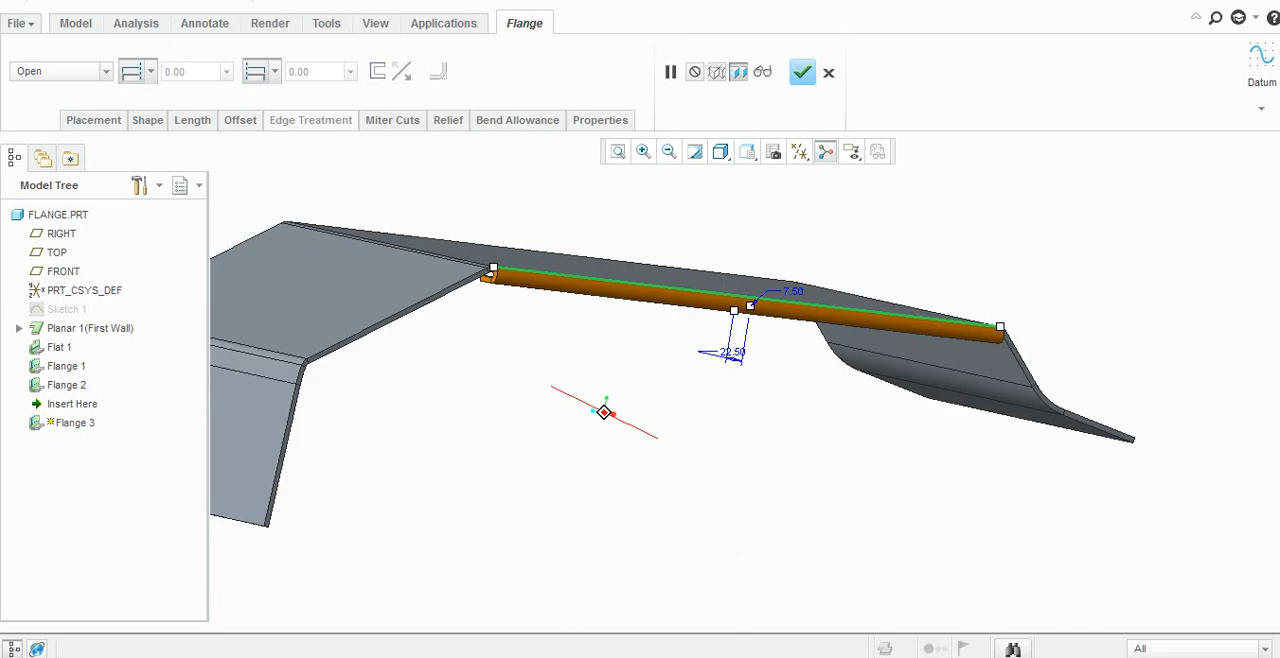 File Model Analysis Annotate Render Tools View Applications Flange
Open 0.00 0.00
Datum
Placement Shape Length Offset Edge Treatment Miter Cuts Relief Bend Allowance Properties
Model Tree
FLANGE.PRT
RIGHT
TOP
FRONT
PRT_CSYS_DEF
Sketch 1
Planar 1(First Wall)
Flat 1
Flange 1
Flange 2
Insert Here
Flange 3
7.50
22.50
All